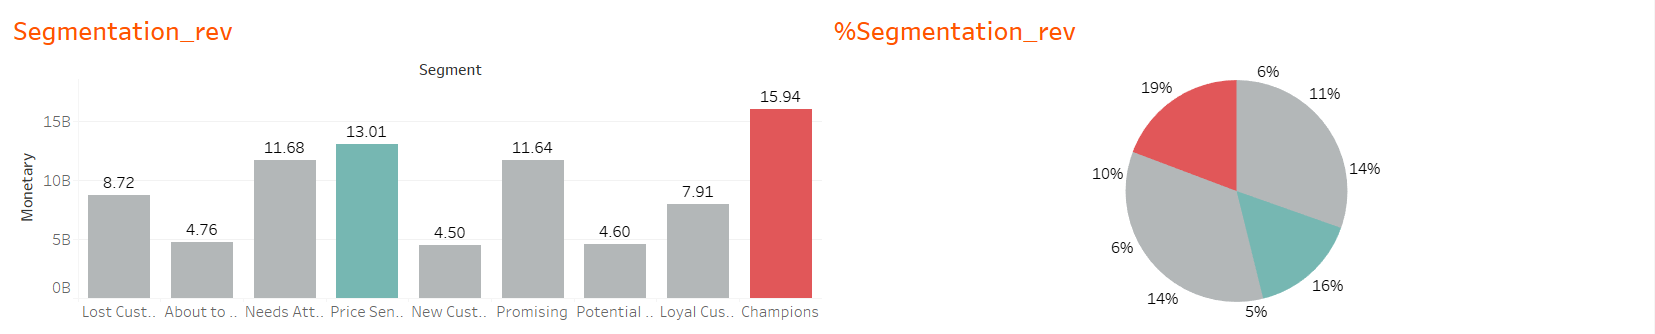 Segmentation_rev
Segment
Monetary
15B
10B
5B
0B
8.72
4.76
11.68
13.01
4.50
11.64
4.60
7.91
15.94
Lost Cust.. About to .. Needs Att.. Price Sen.. New Cust.. Promising Potential .. Loyal Cus.. Champions
%Segmentation_rev
6%
11%
14%
16%
5%
14%
6%
10%
19%